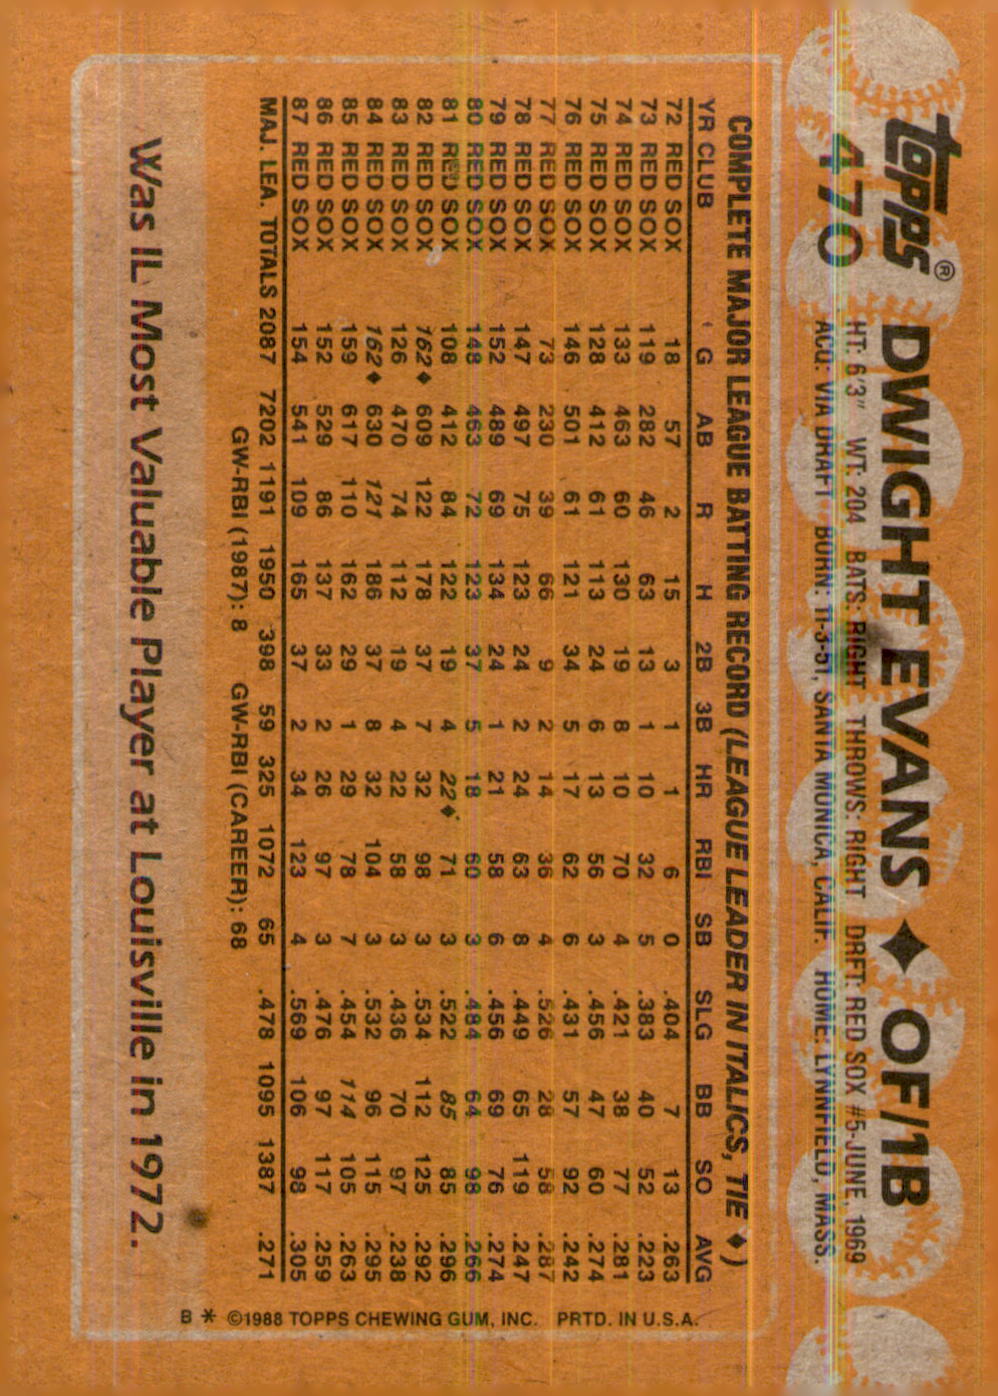 topps®
470
DWIGHT EVANS ♦ OF/1B
HT: 6'3" WT: 204 BATS: RIGHT THROWS: RIGHT DRFT: RED SOX #5-JUNE, 1969
ACQ: VIA DRAFT BORN: 11-3-51, SANTA MONICA, CALIF. HOME: LYNNFIELD, MASS.
COMPLETE MAJOR LEAGUE BATTING RECORD (LEAGUE LEADER IN ITALICS, TIE ♦)
YR CLUB G AB R H 2B 3B HR RBI SB SLG BB SO AVG
72 RED SOX 18 57 2 15 3 1 1 6 0 .404 7 13 .263
73 RED SOX 119 282 46 63 13 1 10 32 5 .383 40 52 .223
74 RED SOX 133 463 60 130 19 8 10 70 4 .421 38 77 .281
75 RED SOX 128 412 61 113 24 6 13 56 3 .456 47 60 .274
76 RED SOX 146 501 61 121 34 5 17 62 6 .431 57 92 .242
77 RED SOX 73 230 39 66 9 2 14 36 4 .526 28 58 .287
78 RED SOX 147 497 75 123 24 2 24 63 8 .449 65 119 .247
79 RED SOX 152 489 69 134 24 1 21 58 6 .456 69 76 .274
80 RED SOX 148 463 72 123 37 5 18 60 3 .484 64 98 .266
81 RED SOX 108 412 84 122 19 4 22♦ 71 3 .522 85 85 .296
82 RED SOX 162♦ 609 122 178 37 7 32 98 3 .534 112 125 .292
83 RED SOX 126 470 74 112 19 4 22 58 3 .436 70 97 .238
84 RED SOX 162♦ 630 121 186 37 8 32 104 3 .532 96 115 .295
85 RED SOX 159 617 110 162 29 1 29 78 7 .454 114 105 .263
86 RED SOX 152 529 86 137 33 2 26 97 3 .476 97 117 .259
87 RED SOX 154 541 109 165 37 2 34 123 4 .569 106 98 .305
MAJ. LEA. TOTALS 2087 7202 1191 1950 398 59 325 1072 65 .478 1095 1387 .271
GW-RBI (1987): 8 GW-RBI (CAREER): 68
Was IL Most Valuable Player at Louisville in 1972.
B * ©1988 TOPPS CHEWING GUM, INC. PRTD. IN U.S.A.